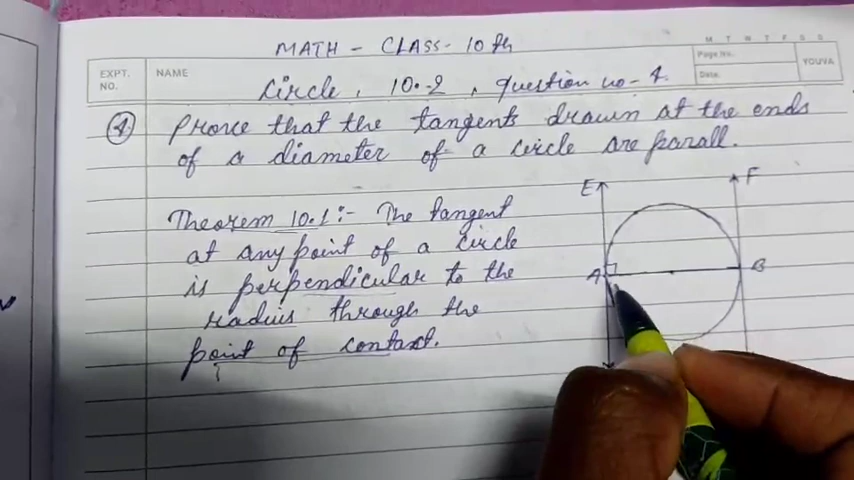 MATH - CLASS - 10 th
M T W T F S S
Page No.
Date.
YOUVA
EXPT. NO.
NAME
Circle, 10.2, question no - 4.
④ Prove that the tangents drawn at the ends
of a diameter of a circle are parall.
E F
Theorem 10.1 :- The tangent
at any point of a circle
A B
is perpendicular to the
radius through the
point of contact.